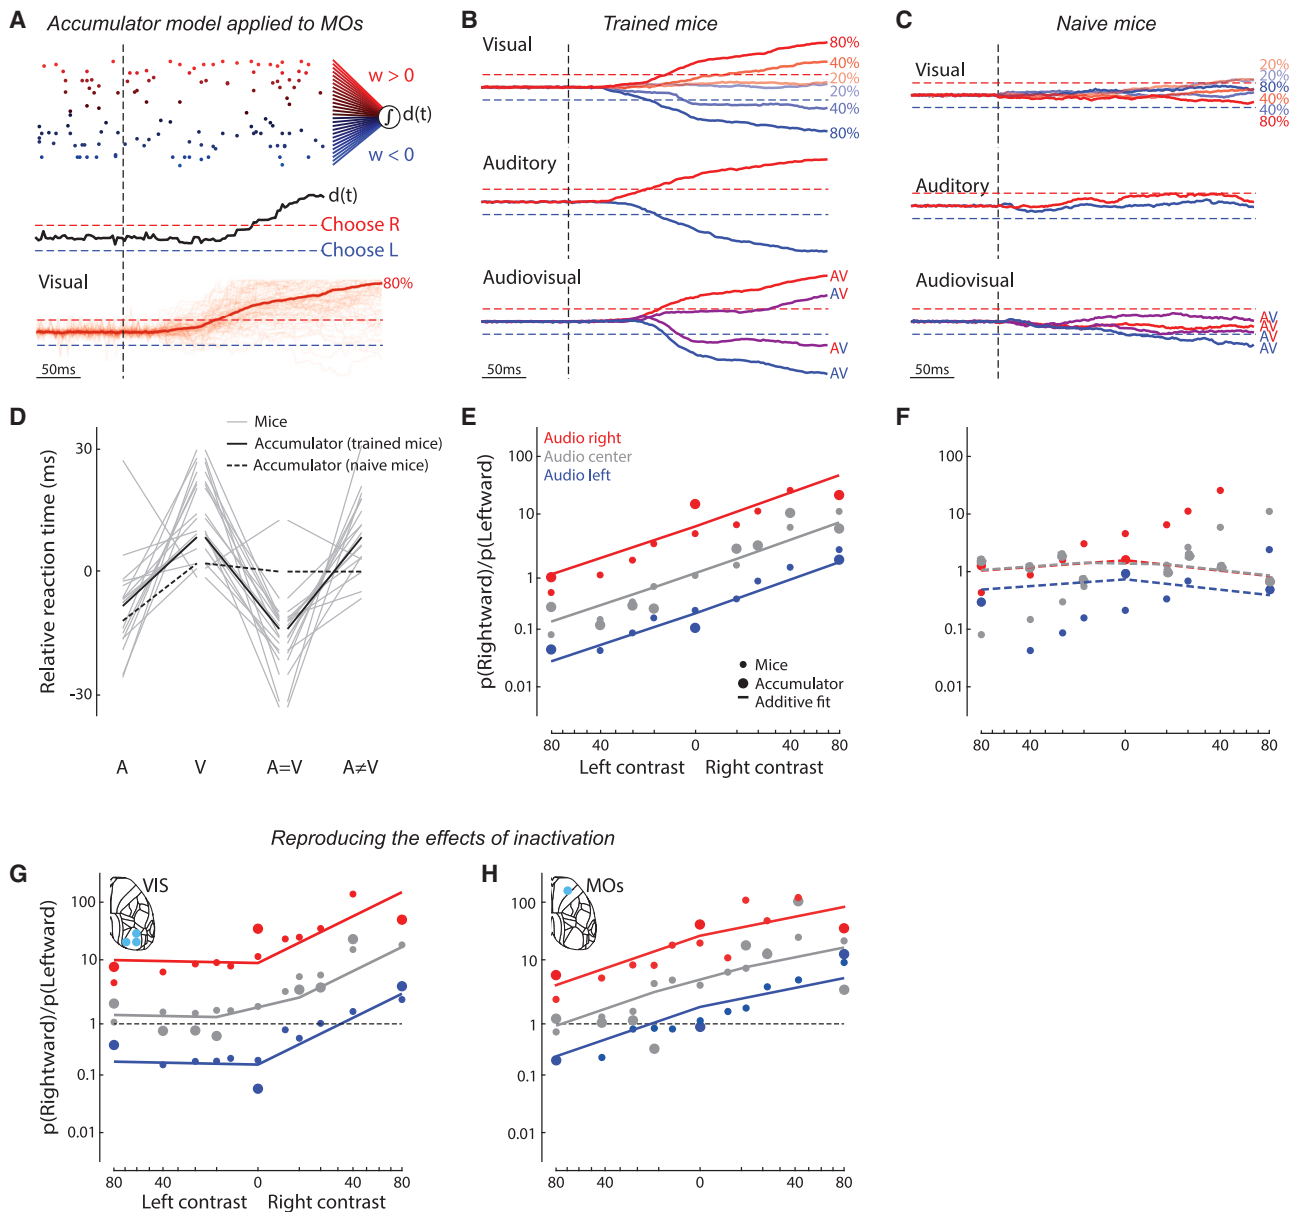 A
Accumulator model applied to MOs
w > 0
∫ d(t)
w < 0
d(t)
Choose R
Choose L
Visual
80%
50ms
B
Trained mice
Visual
80%
40%
20%
20%
40%
80%
Auditory
Audiovisual
AV
AV
AV
AV
50ms
C
Naive mice
Visual
20%
20%
80%
40%
40%
80%
Auditory
Audiovisual
AV
AV
AV
AV
50ms
D
Mice
Accumulator (trained mice)
Accumulator (naive mice)
Relative reaction time (ms)
30
0
-30
A V A=V A≠V
E
Audio right
Audio center
Audio left
p(Rightward)/p(Leftward)
100
10
1
0.1
0.01
Mice
Accumulator
Additive fit
80 40 0 40 80
Left contrast Right contrast
F
100
10
1
0.1
0.01
80 40 0 40 80
Reproducing the effects of inactivation
G
VIS
p(Rightward)/p(Leftward)
100
10
1
0.1
0.01
80 40 0 40 80
Left contrast Right contrast
H
MOs
100
10
1
0.1
0.01
80 40 0 40 80
Left contrast Right contrast